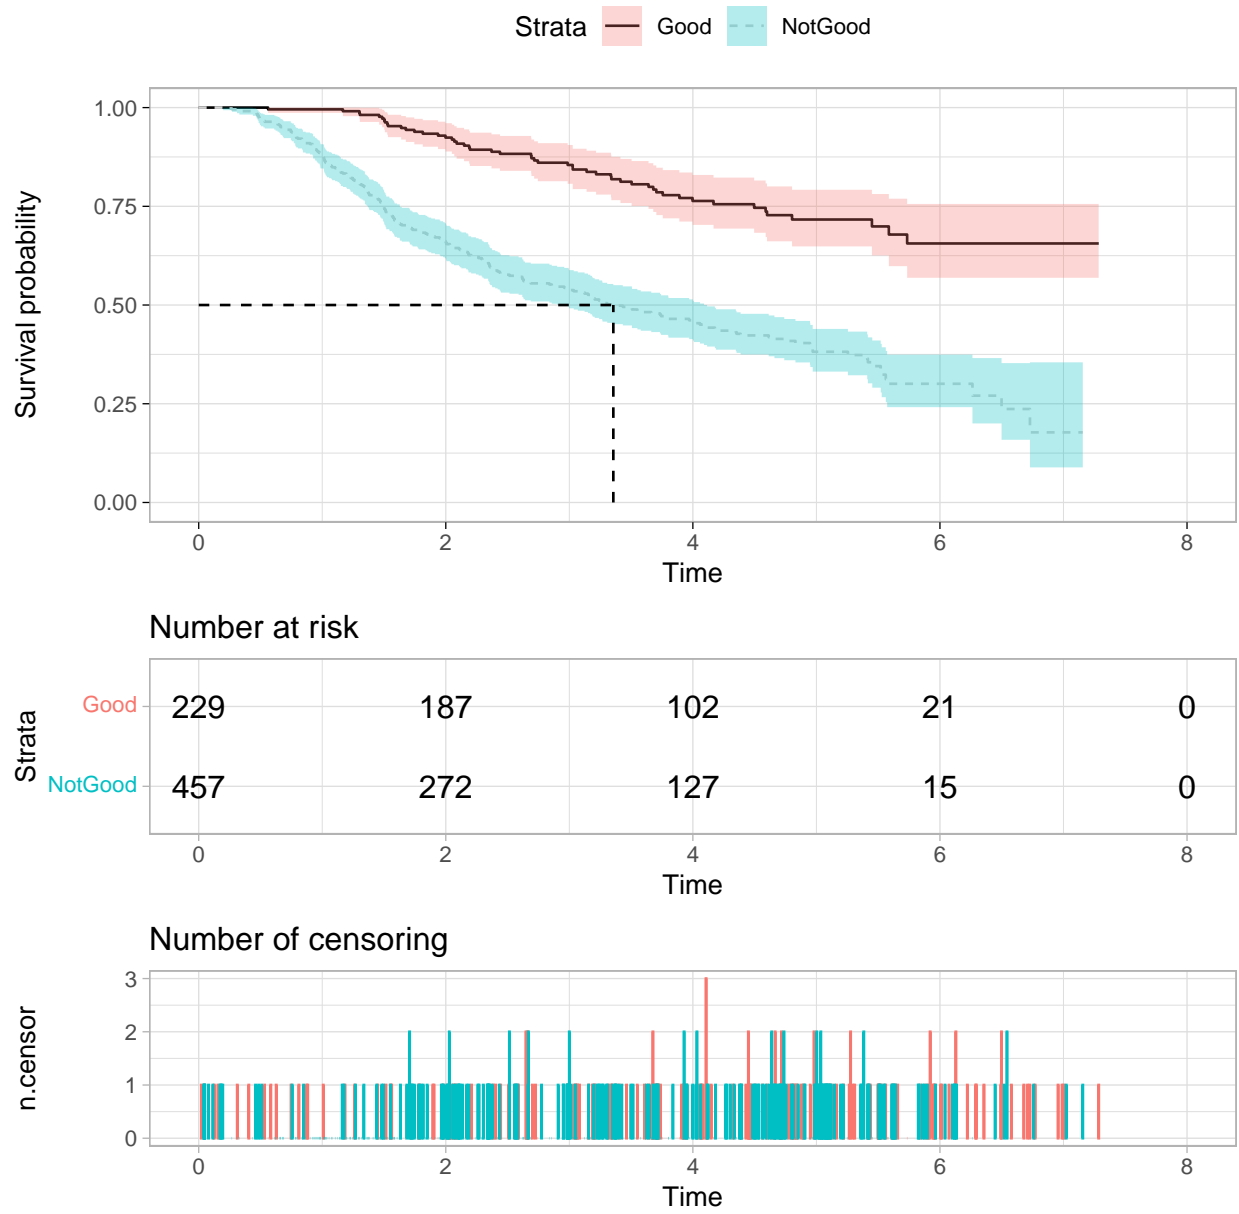 Strata Good NotGood
Survival probability
1.00
0.75
0.50
0.25
0.00
0 2 4 6 8
Time
Number at risk
Strata
Good 229 187 102 21 0
NotGood 457 272 127 15 0
0 2 4 6 8
Time
Number of censoring
n.censor
3
2
1
0
0 2 4 6 8
Time